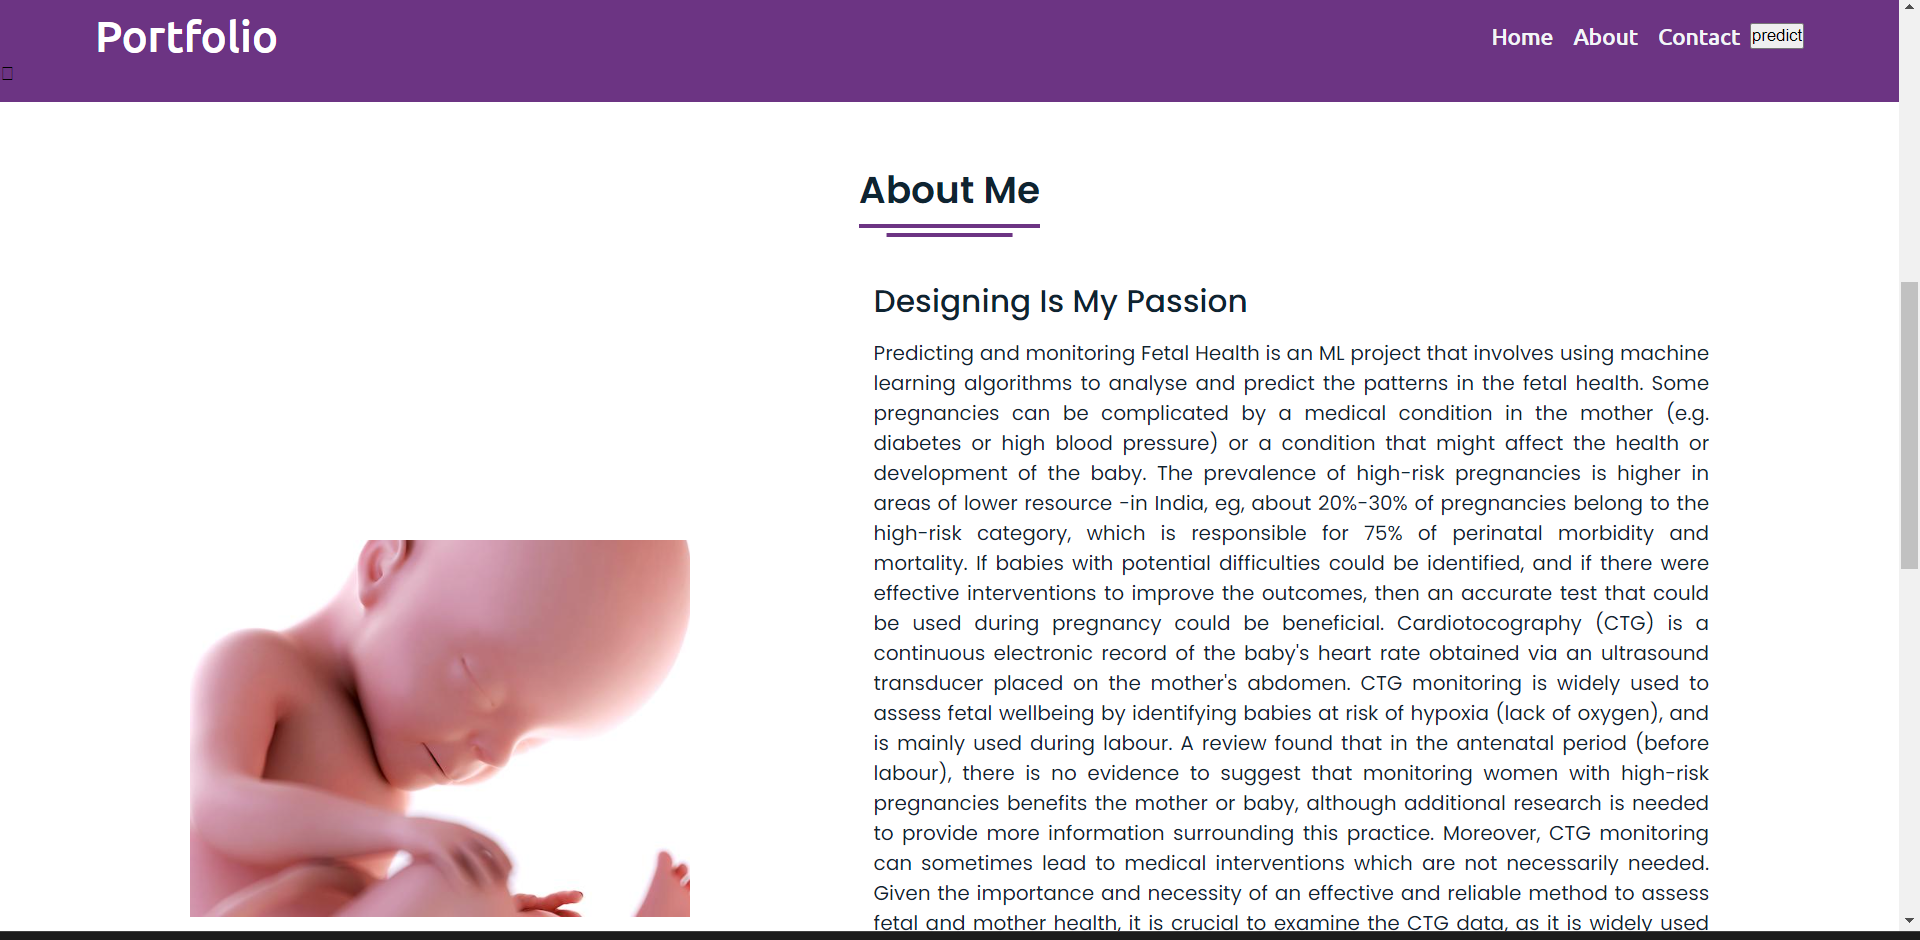 Portfolio
Home About Contact predict
About Me
Designing Is My Passion
Predicting and monitoring Fetal Health is an ML project that involves using machine
learning algorithms to analyse and predict the patterns in the fetal health. Some
pregnancies can be complicated by a medical condition in the mother (e.g.
diabetes or high blood pressure) or a condition that might affect the health or
development of the baby. The prevalence of high-risk pregnancies is higher in
areas of lower resource -in India, eg, about 20%-30% of pregnancies belong to the
high-risk category, which is responsible for 75% of perinatal morbidity and
mortality. If babies with potential difficulties could be identified, and if there were
effective interventions to improve the outcomes, then an accurate test that could
be used during pregnancy could be beneficial. Cardiotocography (CTG) is a
continuous electronic record of the baby's heart rate obtained via an ultrasound
transducer placed on the mother's abdomen. CTG monitoring is widely used to
assess fetal wellbeing by identifying babies at risk of hypoxia (lack of oxygen), and
is mainly used during labour. A review found that in the antenatal period (before
labour), there is no evidence to suggest that monitoring women with high-risk
pregnancies benefits the mother or baby, although additional research is needed
to provide more information surrounding this practice. Moreover, CTG monitoring
can sometimes lead to medical interventions which are not necessarily needed.
Given the importance and necessity of an effective and reliable method to assess
fetal and mother health, it is crucial to examine the CTG data, as it is widely used